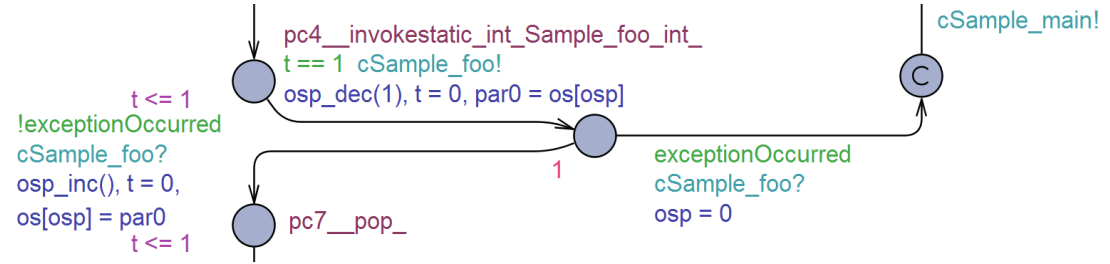 cSample_main!
pc4__invokestatic_int_Sample_foo_int_
t == 1 cSample_foo!
C
osp_dec(1), t = 0, par0 = os[osp]
t <= 1
!exceptionOccurred
cSample_foo?
osp_inc(), t = 0,
os[osp] = par0
t <= 1
1
exceptionOccurred
cSample_foo?
osp = 0
pc7__pop_